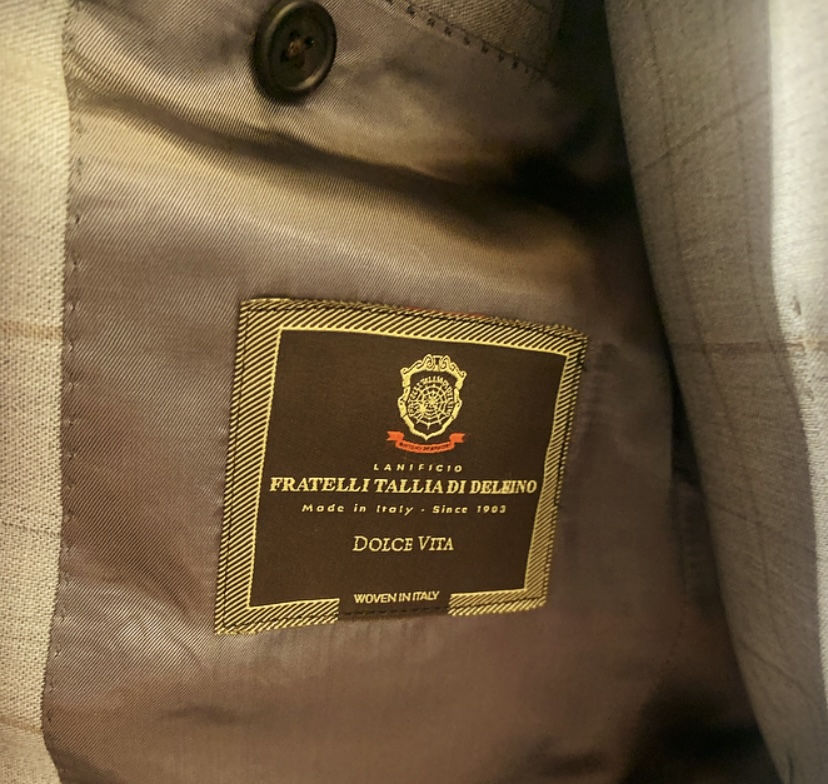 LANIFICIO
FRATELLI TALLIA DI DELFINO
Made in Italy - Since 1903
DOLCE VITA
WOVEN IN ITALY